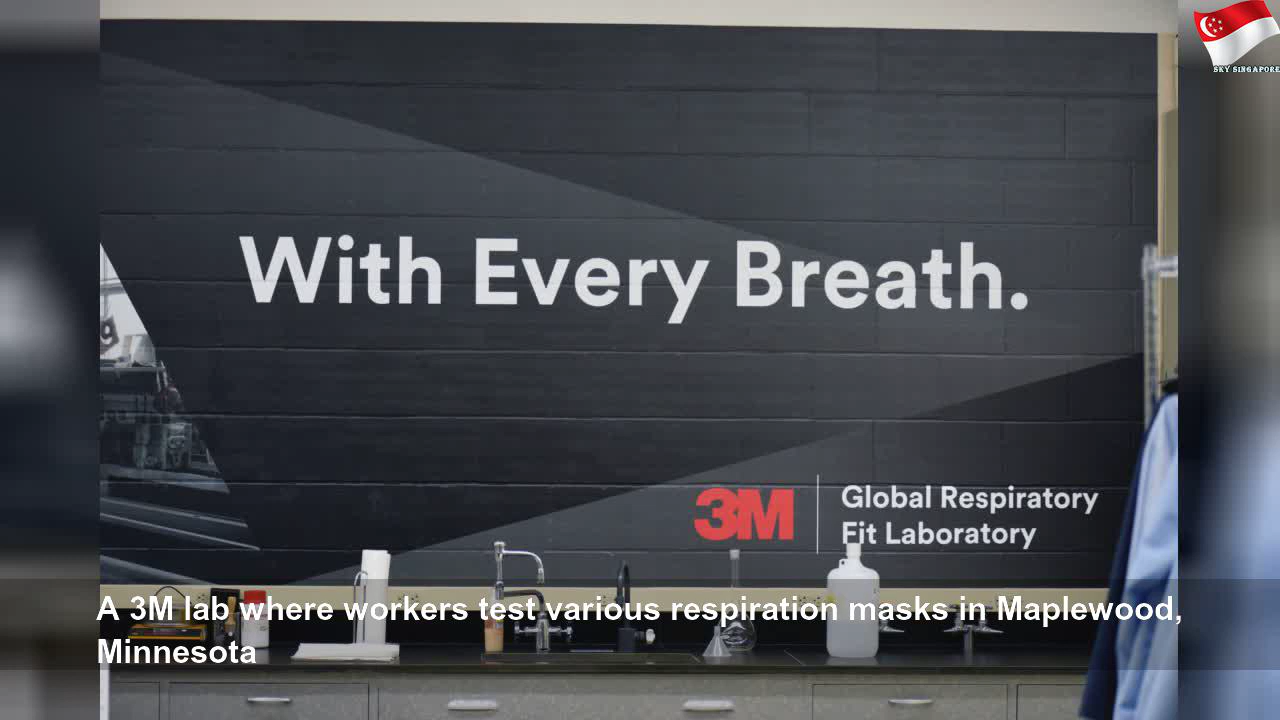 SKY SINGAPORE
With Every Breath.
3M
Global Respiratory
Fit Laboratory
A 3M lab where workers test various respiration masks in Maplewood,
Minnesota